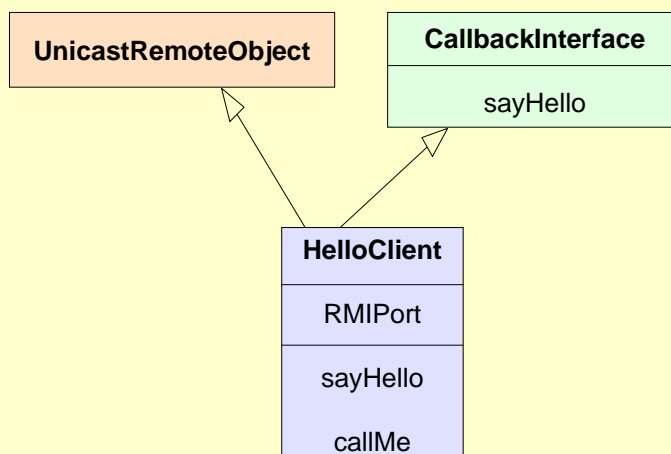 UnicastRemoteObject
CallbackInterface
sayHello
HelloClient
RMIPort
sayHello
callMe